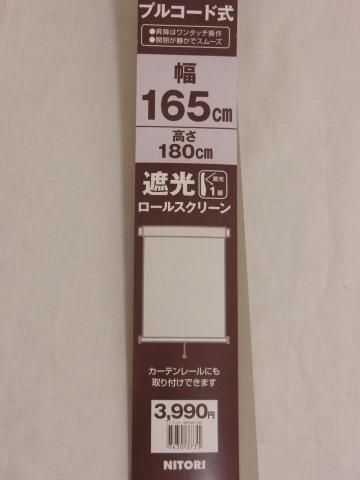 プルコード式
●昇降はワンタッチ操作
●開閉が静かでスムーズ
幅
165cm
高さ
180cm
遮光
遮光
1級
ロールスクリーン
カーテンレールにも
取り付けできます
3,990円
NITORI